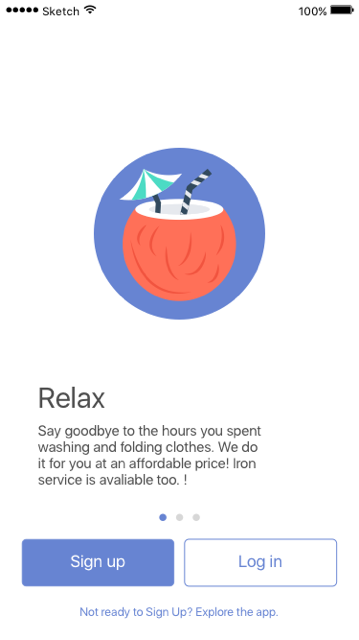 Sketch 100%
Relax
Say goodbye to the hours you spent
washing and folding clothes. We do
it for you at an affordable price! Iron
service is avaliable too. !
Sign up Log in
Not ready to Sign Up? Explore the app.